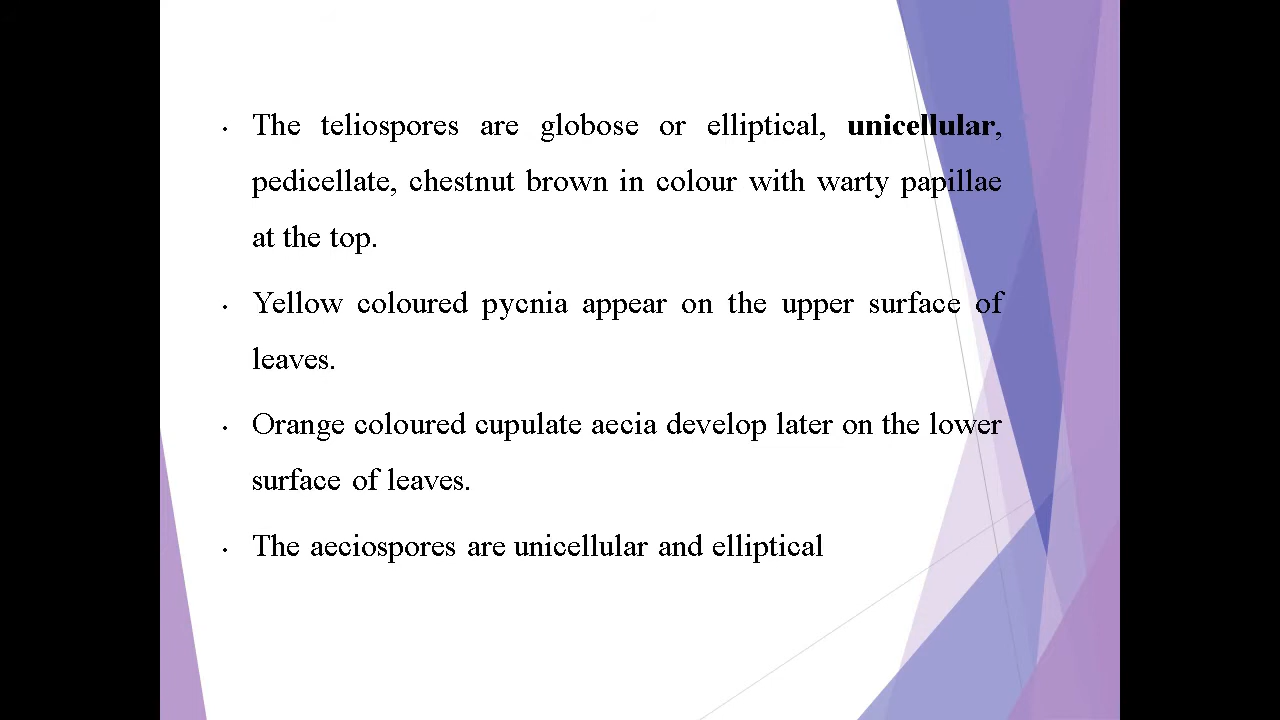 • The teliospores are globose or elliptical, unicellular,
pedicellate, chestnut brown in colour with warty papillae
at the top.
• Yellow coloured pycnia appear on the upper surface of
leaves.
• Orange coloured cupulate aecia develop later on the lower
surface of leaves.
• The aeciospores are unicellular and elliptical